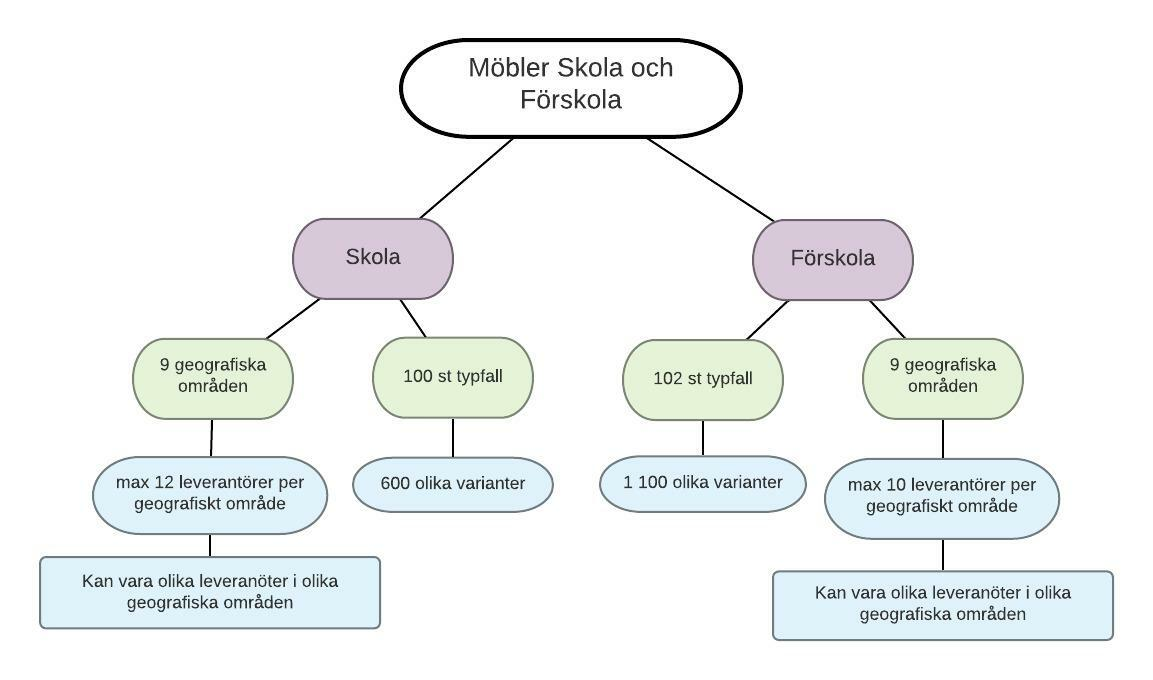 Möbler Skola och
Förskola
Skola
Förskola
9 geografiska
områden
100 st typfall
102 st typfall
9 geografiska
områden
max 12 leverantörer per
geografiskt område
600 olika varianter
1 100 olika varianter
max 10 leverantörer per
geografiskt område
Kan vara olika leveranöter i olika
geografiska områden
Kan vara olika leveranöter i olika
geografiska områden